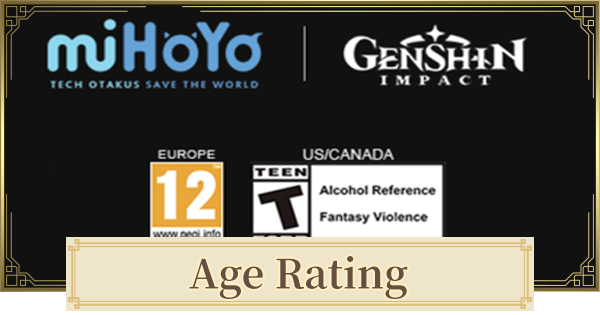 miHoYo
TECH OTAKUS SAVE THE WORLD
GENSHIN
IMPACT
EUROPE
12
www.pegi.info
US/CANADA
TEEN
T
Alcohol Reference
Fantasy Violence
Age Rating